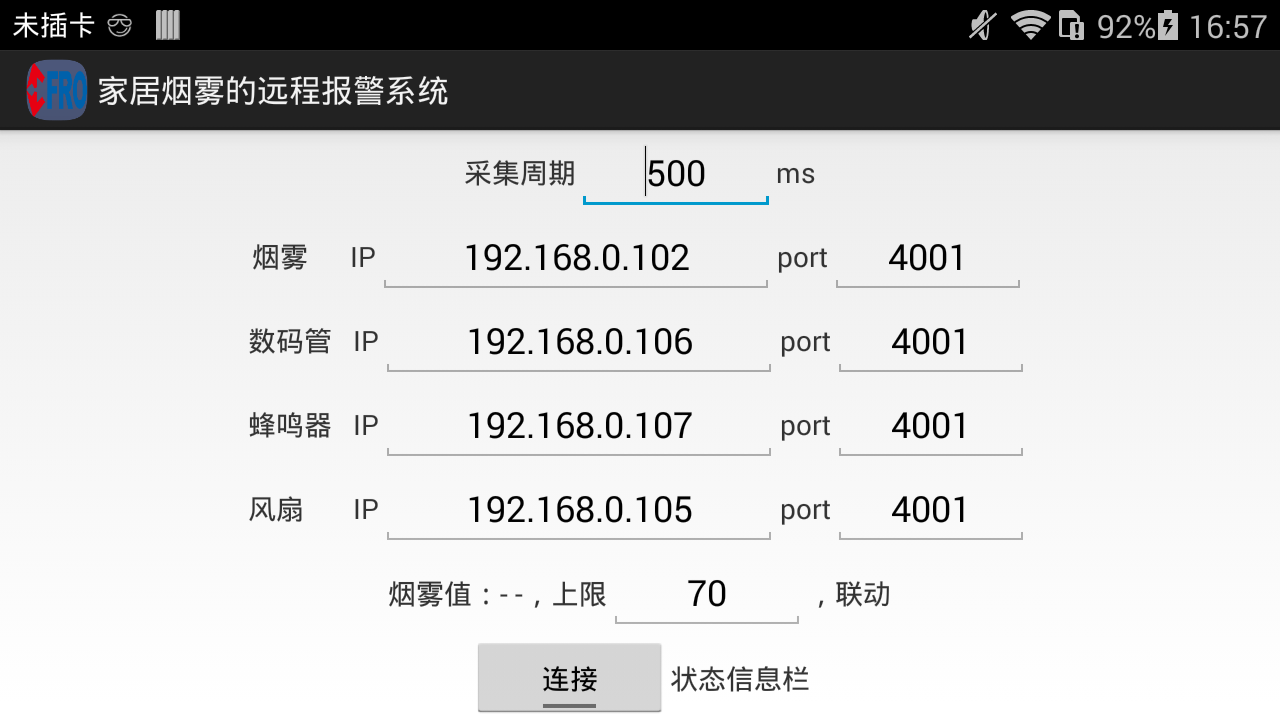 未插卡 92% 16:57
FRO 家居烟雾的远程报警系统
采集周期 500 ms
烟雾 IP 192.168.0.102 port 4001
数码管 IP 192.168.0.106 port 4001
蜂鸣器 IP 192.168.0.107 port 4001
风扇 IP 192.168.0.105 port 4001
烟雾值：--，上限 70 ，联动
连接 状态信息栏